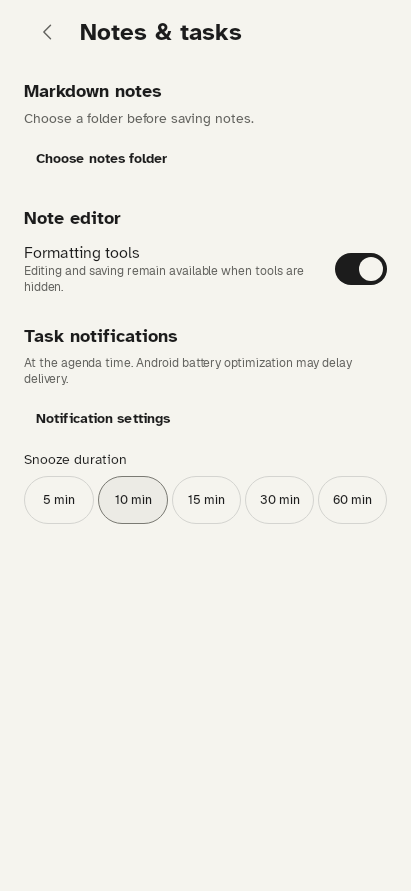 Notes & tasks
Markdown notes
Choose a folder before saving notes.
Choose notes folder
Note editor
Formatting tools
Editing and saving remain available when tools are
hidden.
Task notifications
At the agenda time. Android battery optimization may delay
delivery.
Notification settings
Snooze duration
5 min 10 min 15 min 30 min 60 min